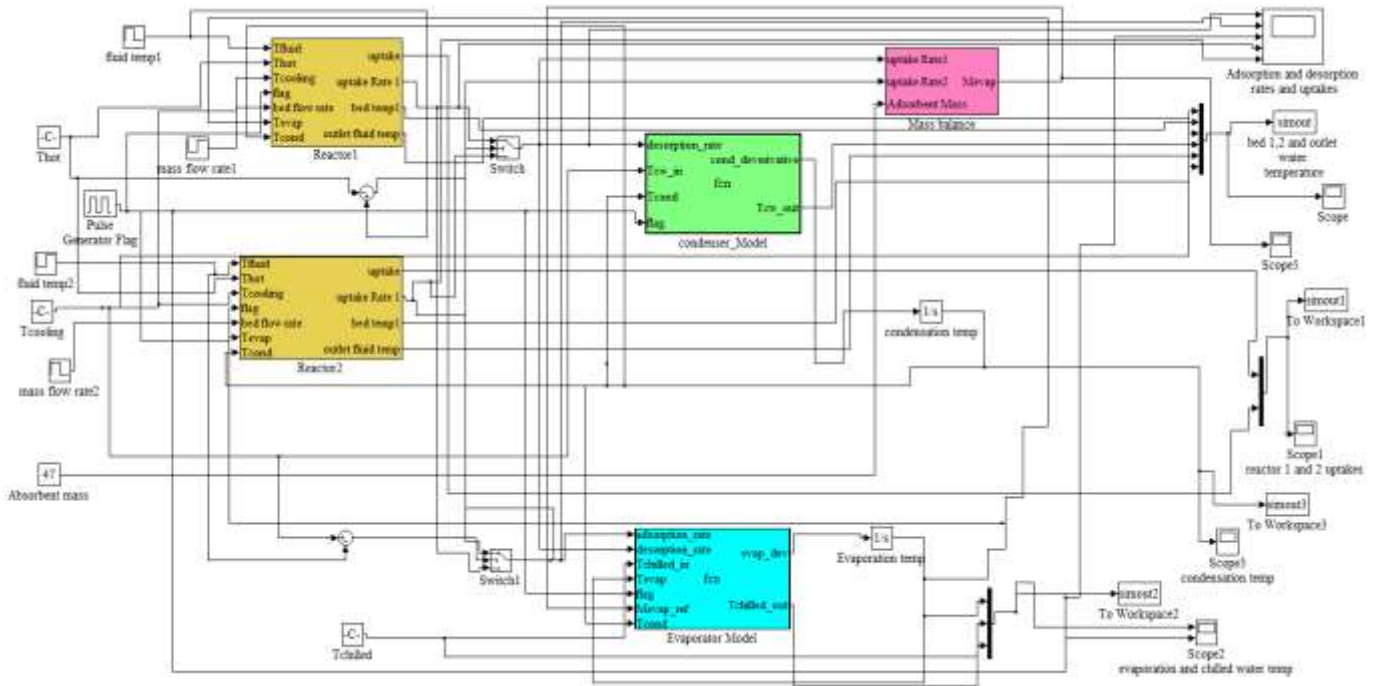 fluid temp1
-C-
Thot
mass flow rate1
Pulse
Generator Flag
fluid temp2
-C-
Tcooling
mass flow rate2
47
Absorbent mass
Tfluid
Thot
Tcooling
flag
bed flow rate
Tevap
Tcond
uptake
uptake Rate 1
bed temp1
outlet fluid temp
Reactor1
Tfluid
Thot
Tcooling
flag
bed flow rate
Tevap
Tcond
uptake
uptake Rate 1
bed temp1
outlet fluid temp
Reactor2
Switch
desorption_rate
Tcw_in
Tcond
flag
fcn
Tcw_out
condenser_Model
uptake Rate1
uptake Rate2
Adsorbent Mass
Mevap
Mass balance
Adsorption and desorption
rates and uptakes
simout
bed 1,2 and outlet
water
temperature
Scope
Scope5
1/s
condensation temp
simout1
To Workspace1
Scope1
reactor 1 and 2 uptakes
simout3
To Workspace3
Scope3
condensation temp
Switch1
-C-
Tchilled
adsorption_rate
desorption_rate
Tchilled_in
Tevap
flag
Mevap_ref
Tcond
fcn
evap_dev
Tchilled_out
Evaporator Model
1/s
Evaporation temp
simout2
To Workspace2
Scope2
evaporation and chilled water temp